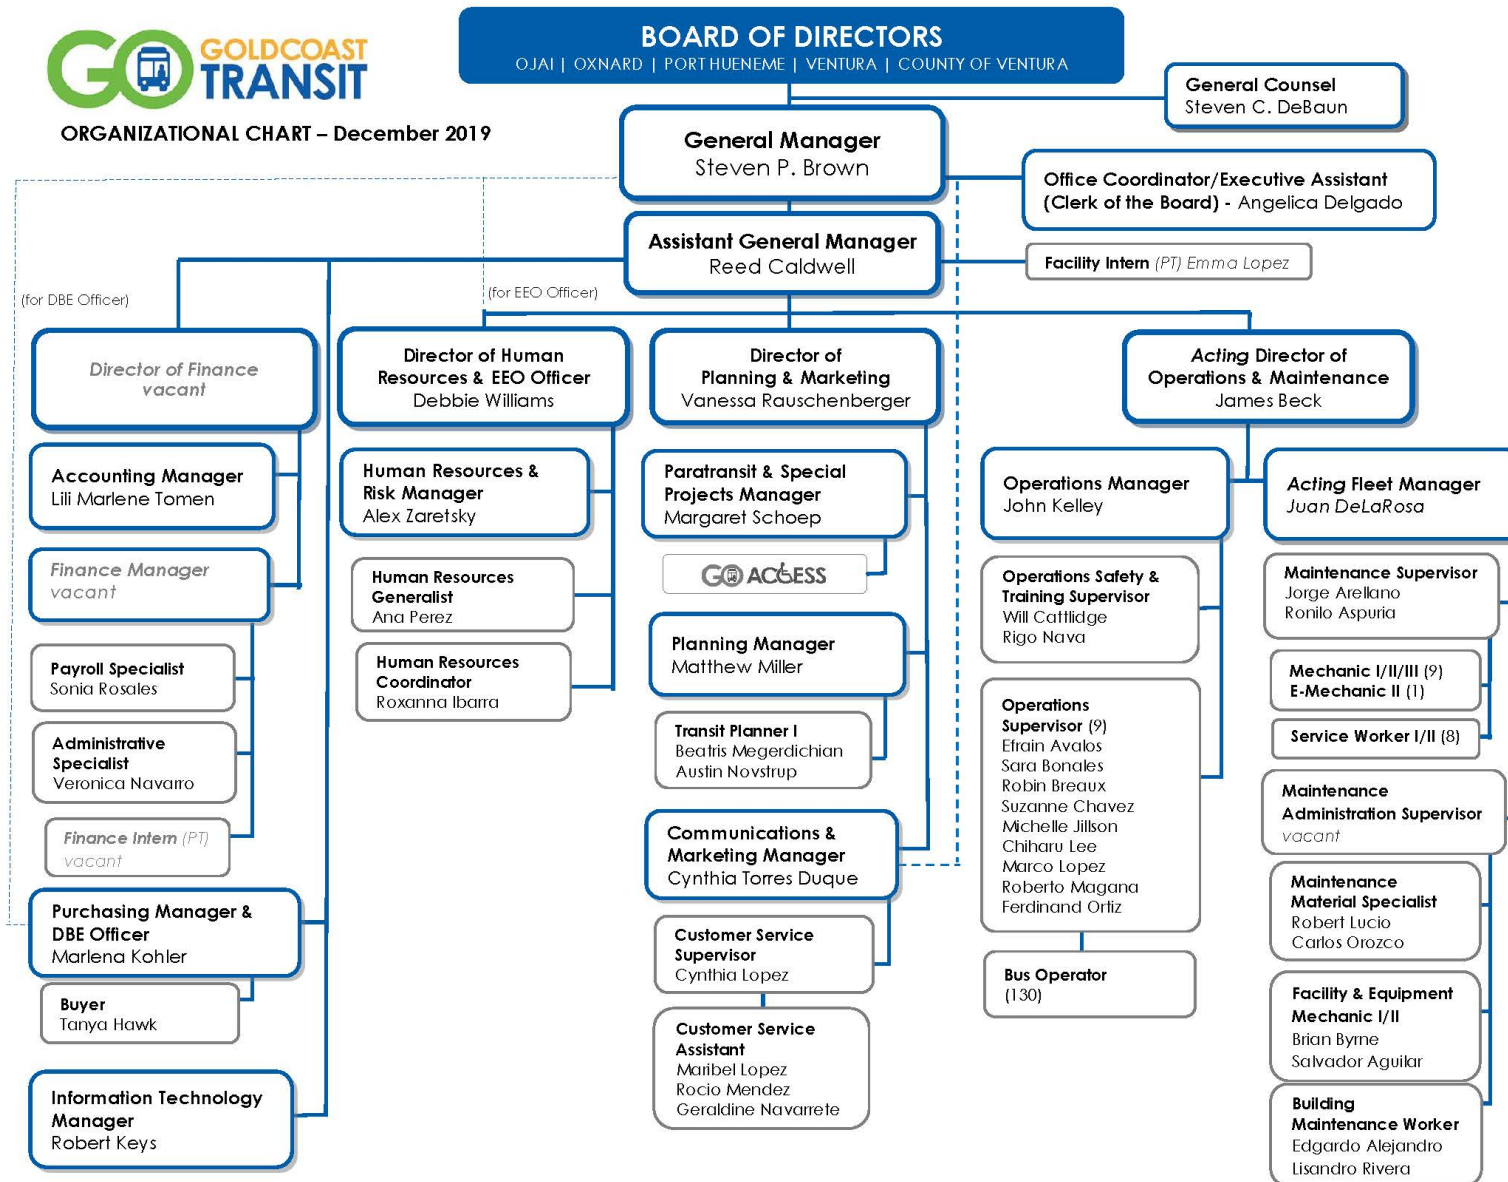 GO GOLDCOAST
TRANSIT
ORGANIZATIONAL CHART – December 2019
BOARD OF DIRECTORS
OJAI | OXNARD | PORT HUENEME | VENTURA | COUNTY OF VENTURA
General Counsel
Steven C. DeBaun
General Manager
Steven P. Brown
Office Coordinator/Executive Assistant
(Clerk of the Board) - Angelica Delgado
Assistant General Manager
Reed Caldwell
Facility Intern (PT) Emma Lopez
(for DBE Officer)
(for EEO Officer)
Director of Finance
vacant
Accounting Manager
Lili Marlene Tomen
Finance Manager
vacant
Payroll Specialist
Sonia Rosales
Administrative
Specialist
Veronica Navarro
Finance Intern (PT)
vacant
Purchasing Manager &
DBE Officer
Marlena Kohler
Buyer
Tanya Hawk
Information Technology
Manager
Robert Keys
Director of Human
Resources & EEO Officer
Debbie Williams
Human Resources &
Risk Manager
Alex Zaretsky
Human Resources
Generalist
Ana Perez
Human Resources
Coordinator
Roxanna Ibarra
Director of
Planning & Marketing
Vanessa Rauschenberger
Paratransit & Special
Projects Manager
Margaret Schoep
GO ACCESS
Planning Manager
Matthew Miller
Transit Planner I
Beatris Megerdichian
Austin Novstrup
Communications &
Marketing Manager
Cynthia Torres Duque
Customer Service
Supervisor
Cynthia Lopez
Customer Service
Assistant
Maribel Lopez
Rocio Mendez
Geraldine Navarrete
Acting Director of
Operations & Maintenance
James Beck
Operations Manager
John Kelley
Operations Safety &
Training Supervisor
Will Cattlidge
Rigo Nava
Operations
Supervisor (9)
Efrain Avalos
Sara Bonales
Robin Breaux
Suzanne Chavez
Michelle Jillson
Chiharu Lee
Marco Lopez
Roberto Magana
Ferdinand Ortiz
Bus Operator
(130)
Acting Fleet Manager
Juan DeLaRosa
Maintenance Supervisor
Jorge Arellano
Ronilo Aspuria
Mechanic I/II/III (9)
E-Mechanic II (1)
Service Worker I/II (8)
Maintenance
Administration Supervisor
vacant
Maintenance
Material Specialist
Robert Lucio
Carlos Orozco
Facility & Equipment
Mechanic I/II
Brian Byrne
Salvador Aguilar
Building
Maintenance Worker
Edgardo Alejandro
Lisandro Rivera